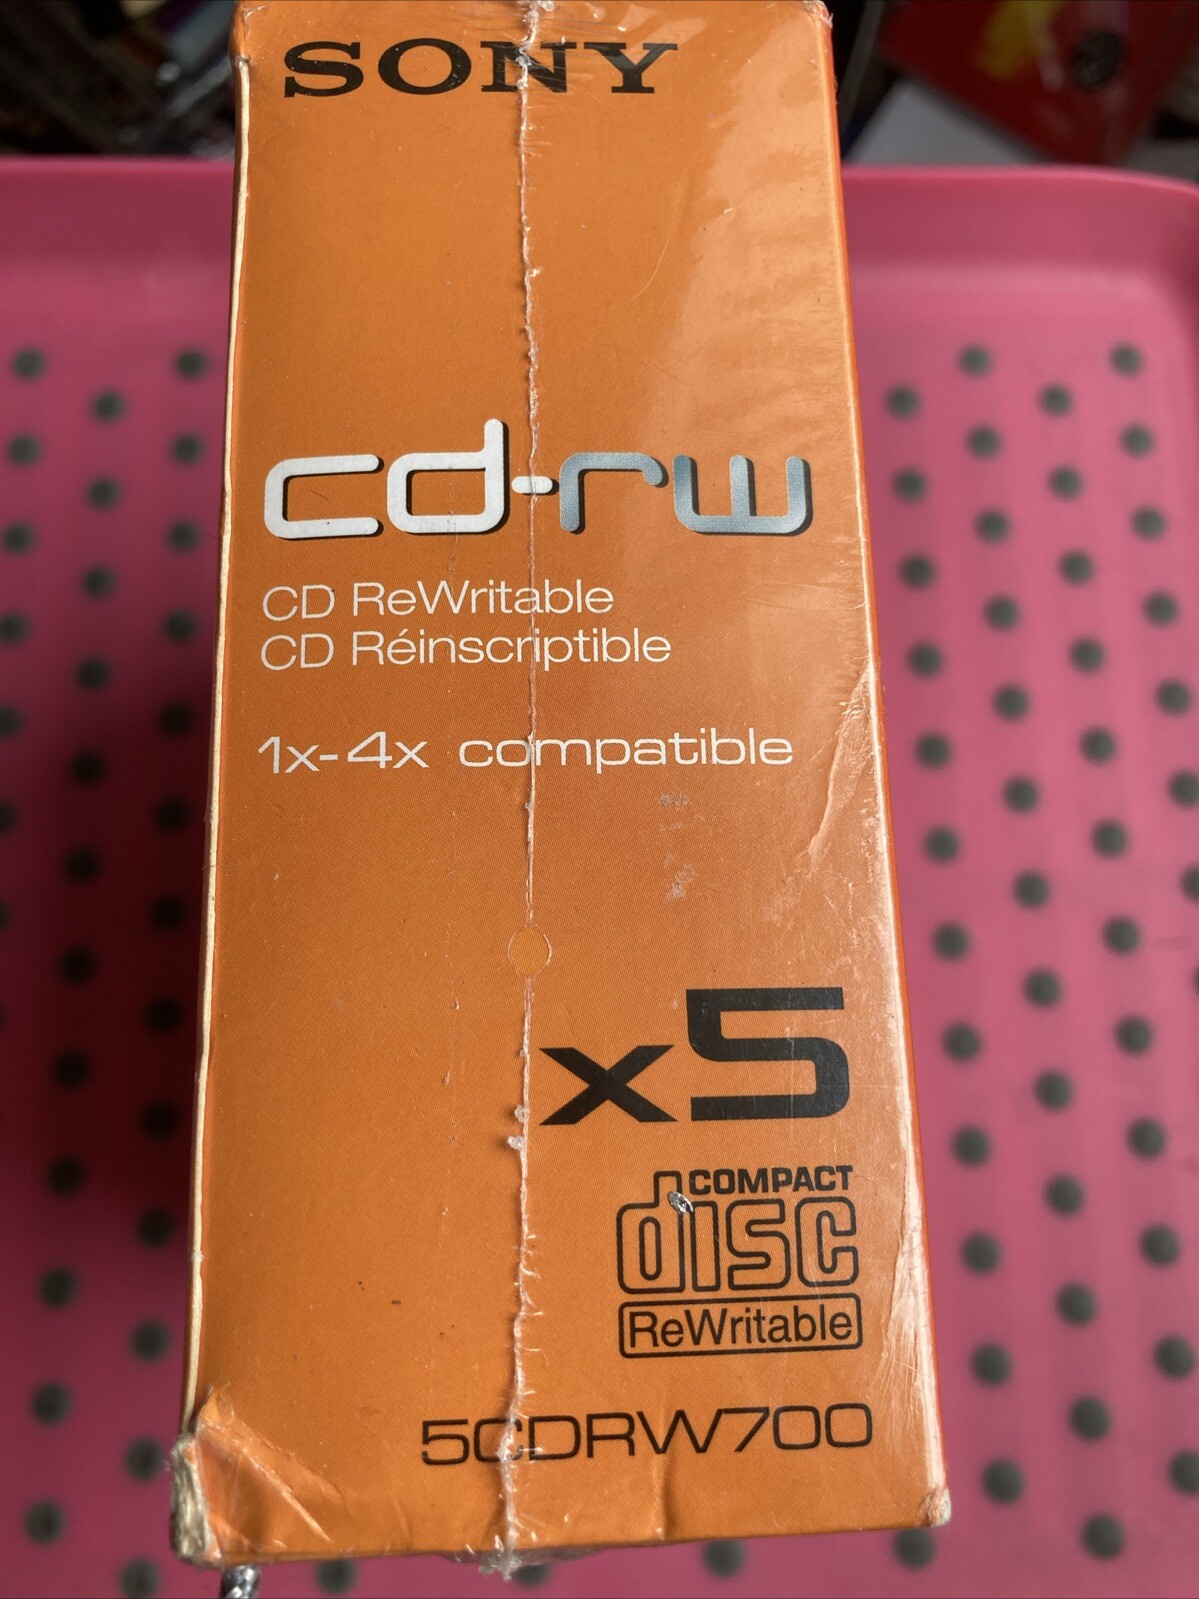 SONY
cd-rw
CD ReWritable
CD Réinscriptible
1x-4x compatible
x5
COMPACT
disc
ReWritable
5CDRW700